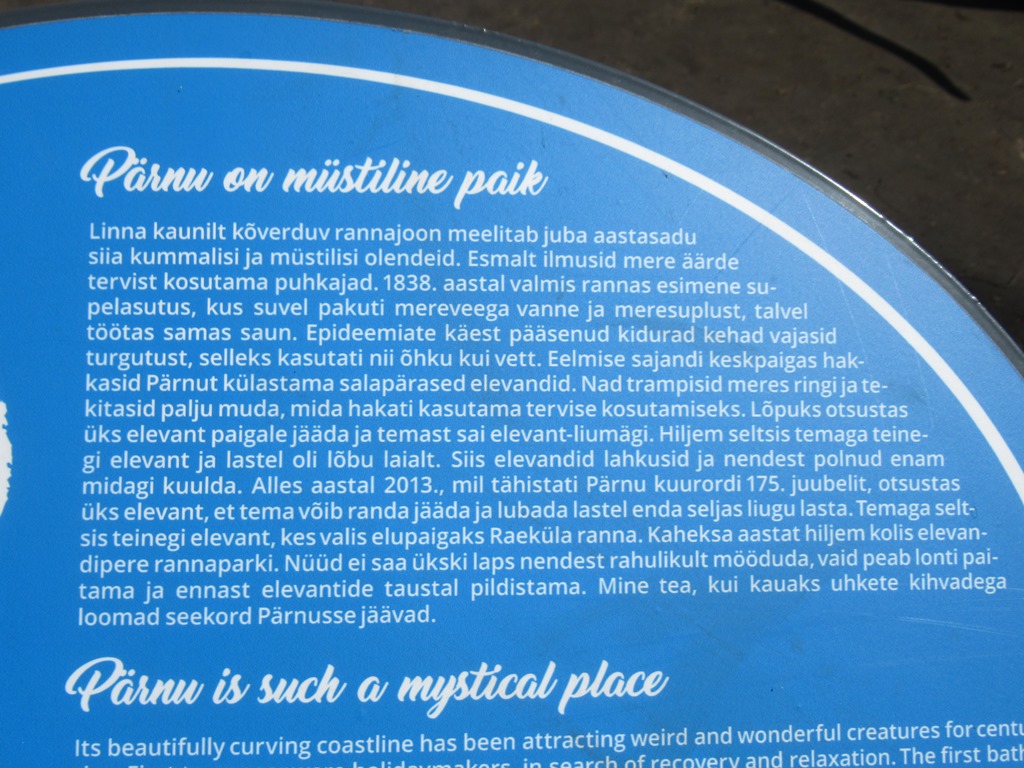 Pärnu on müstiline paik
Linna kaunilt kõverduv rannajoon meelitab juba aastasadu
siia kummalisi ja müstilisi olendeid. Esmalt ilmusid mere äärde
tervist kosutama puhkajad. 1838. aastal valmis rannas esimene su-
pelasutus, kus suvel pakuti mereveega vanne ja meresuplust, talvel
töötas samas saun. Epideemiate käest pääsenud kidurad kehad vajasid
turgutust, selleks kasutati nii õhku kui vett. Eelmise sajandi keskpaigas hak-
kasid Pärnut külastama salapärased elevandid. Nad trampisid meres ringi ja te-
kitasid palju muda, mida hakati kasutama tervise kosutamiseks. Lõpuks otsustas
üks elevant paigale jääda ja temast sai elevant-liumägi. Hiljem seltsis temaga teine-
gi elevant ja lastel oli lõbu laialt. Siis elevandid lahkusid ja nendest polnud enam
midagi kuulda. Alles aastal 2013., mil tähistati Pärnu kuurordi 175. juubelit, otsustas
üks elevant, et tema võib randa jääda ja lubada lastel enda seljas liugu lasta. Temaga selt-
sis teinegi elevant, kes valis elupaigaks Raeküla ranna. Kaheksa aastat hiljem kolis elevan-
dipere rannaparki. Nüüd ei saa ükski laps nendest rahulikult mööduda, vaid peab lonti pai-
tama ja ennast elevantide taustal pildistama. Mine tea, kui kauaks uhkete kihvadega
loomad seekord Pärnusse jäävad.
Pärnu is such a mystical place
Its beautifully curving coastline has been attracting weird and wonderful creatures for centu
holidaymakers, in search of recovery and relaxation. The first bath